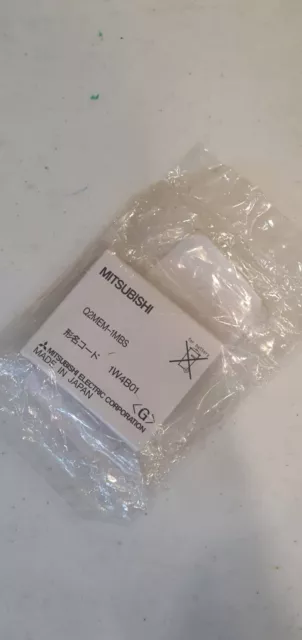 MITSUBISHI
Q2MEM-1MBS
形名コード 1W4B01
<G>
MITSUBISHI ELECTRIC CORPORATION
MADE IN JAPAN